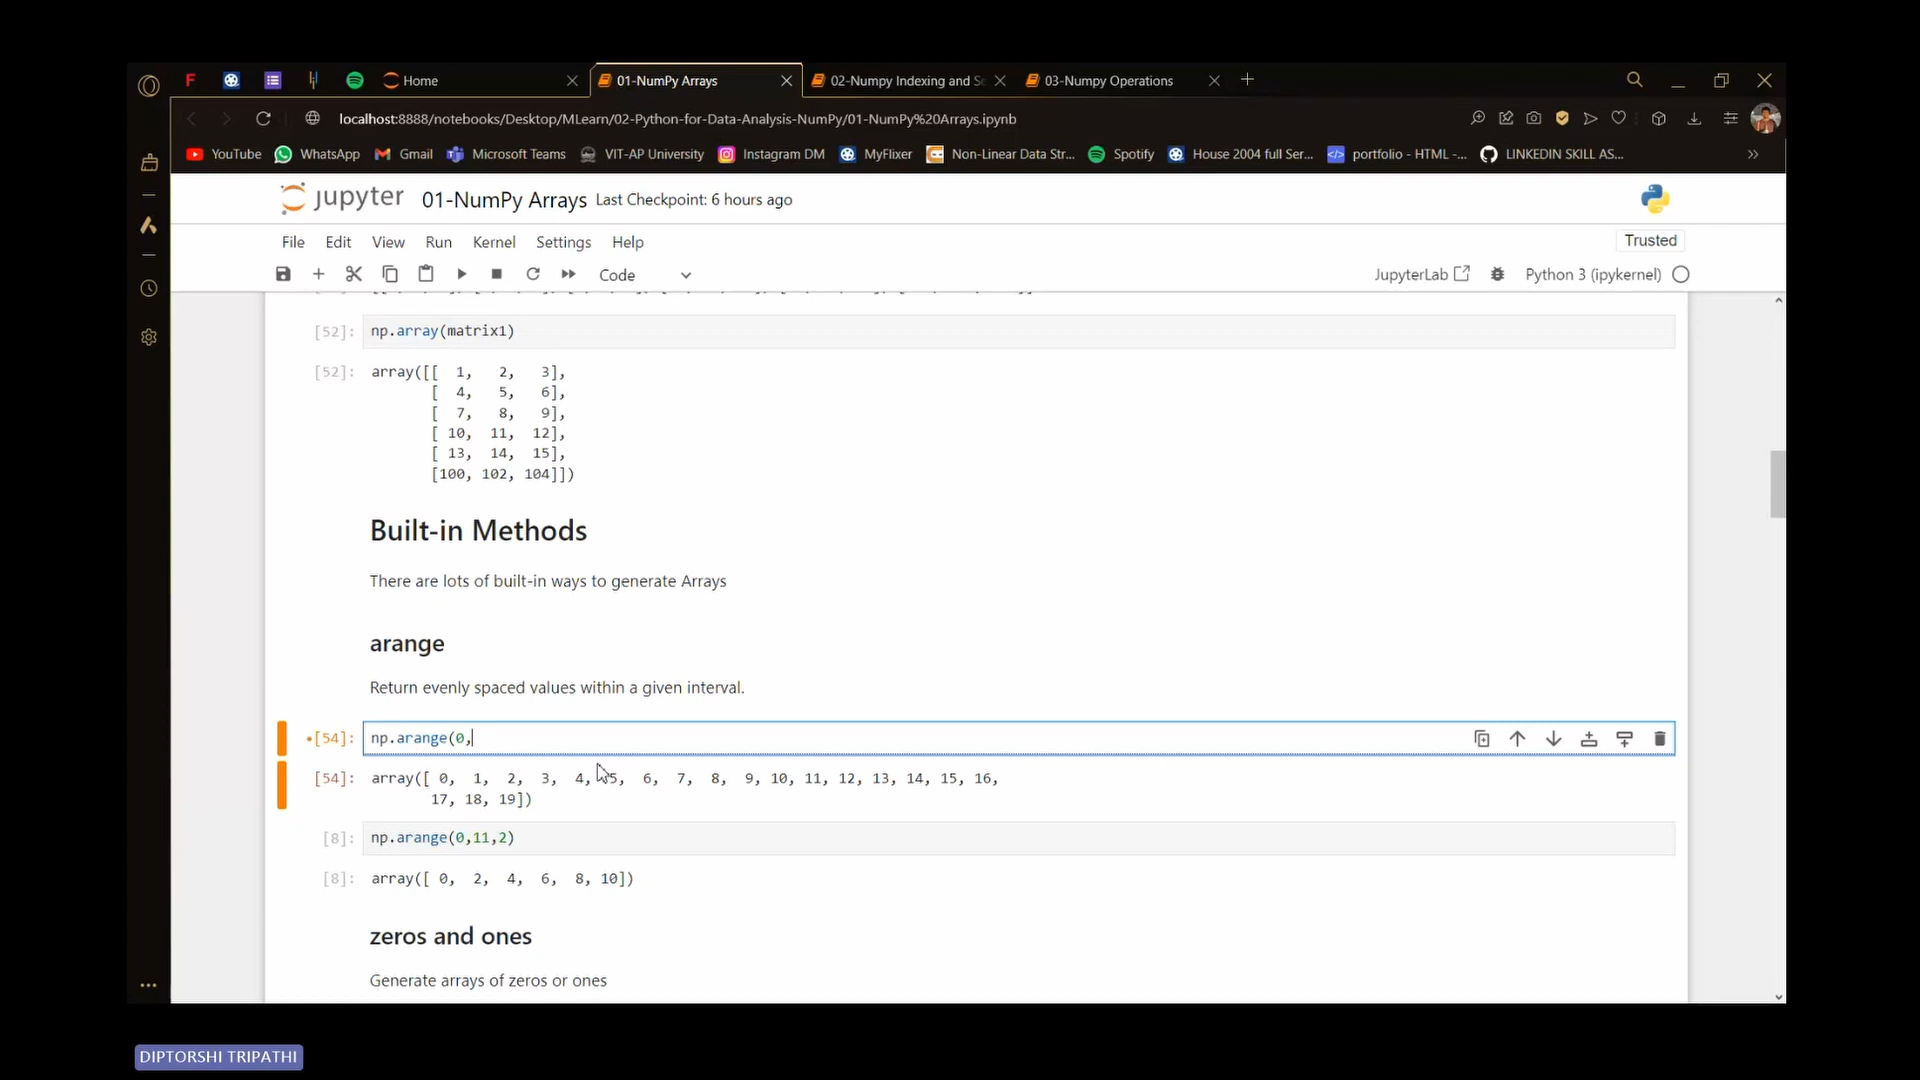 F
Home
01-NumPy Arrays
02-Numpy Indexing and Se
03-Numpy Operations
localhost:8888/notebooks/Desktop/MLearn/02-Python-for-Data-Analysis-NumPy/01-NumPy%20Arrays.ipynb
YouTube WhatsApp Gmail Microsoft Teams VIT-AP University Instagram DM MyFlixer Non-Linear Data Str... Spotify House 2004 full Ser... portfolio - HTML -... LINKEDIN SKILL AS...
jupyter 01-NumPy Arrays Last Checkpoint: 6 hours ago
File Edit View Run Kernel Settings Help
Trusted
Code
JupyterLab Python 3 (ipykernel)
[52]: np.array(matrix1)
[52]: array([[ 1, 2, 3],
[ 4, 5, 6],
[ 7, 8, 9],
[ 10, 11, 12],
[ 13, 14, 15],
[100, 102, 104]])
Built-in Methods
There are lots of built-in ways to generate Arrays
arange
Return evenly spaced values within a given interval.
•[54]: np.arange(0,
[54]: array([ 0, 1, 2, 3, 4, 5, 6, 7, 8, 9, 10, 11, 12, 13, 14, 15, 16,
17, 18, 19])
[8]: np.arange(0,11,2)
[8]: array([ 0, 2, 4, 6, 8, 10])
zeros and ones
Generate arrays of zeros or ones
DIPTORSHI TRIPATHI